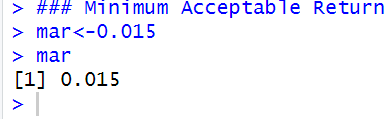 > ### Minimum Acceptable Return
> mar<-0.015
> mar
[1] 0.015
>